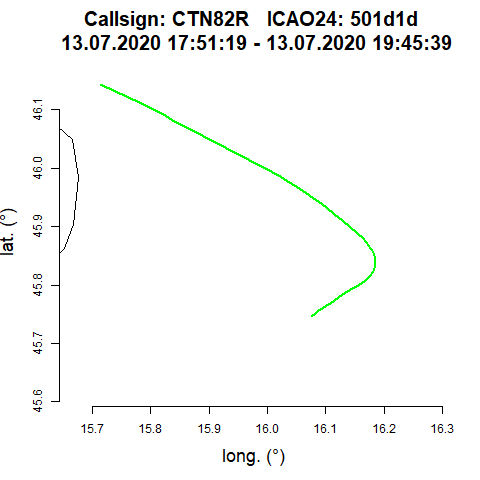 Callsign: CTN82R   ICAO24: 501d1d
13.07.2020 17:51:19 - 13.07.2020 19:45:39
lat. (°)
46.1
46.0
45.9
45.8
45.7
45.6
15.7 15.8 15.9 16.0 16.1 16.2 16.3
long. (°)